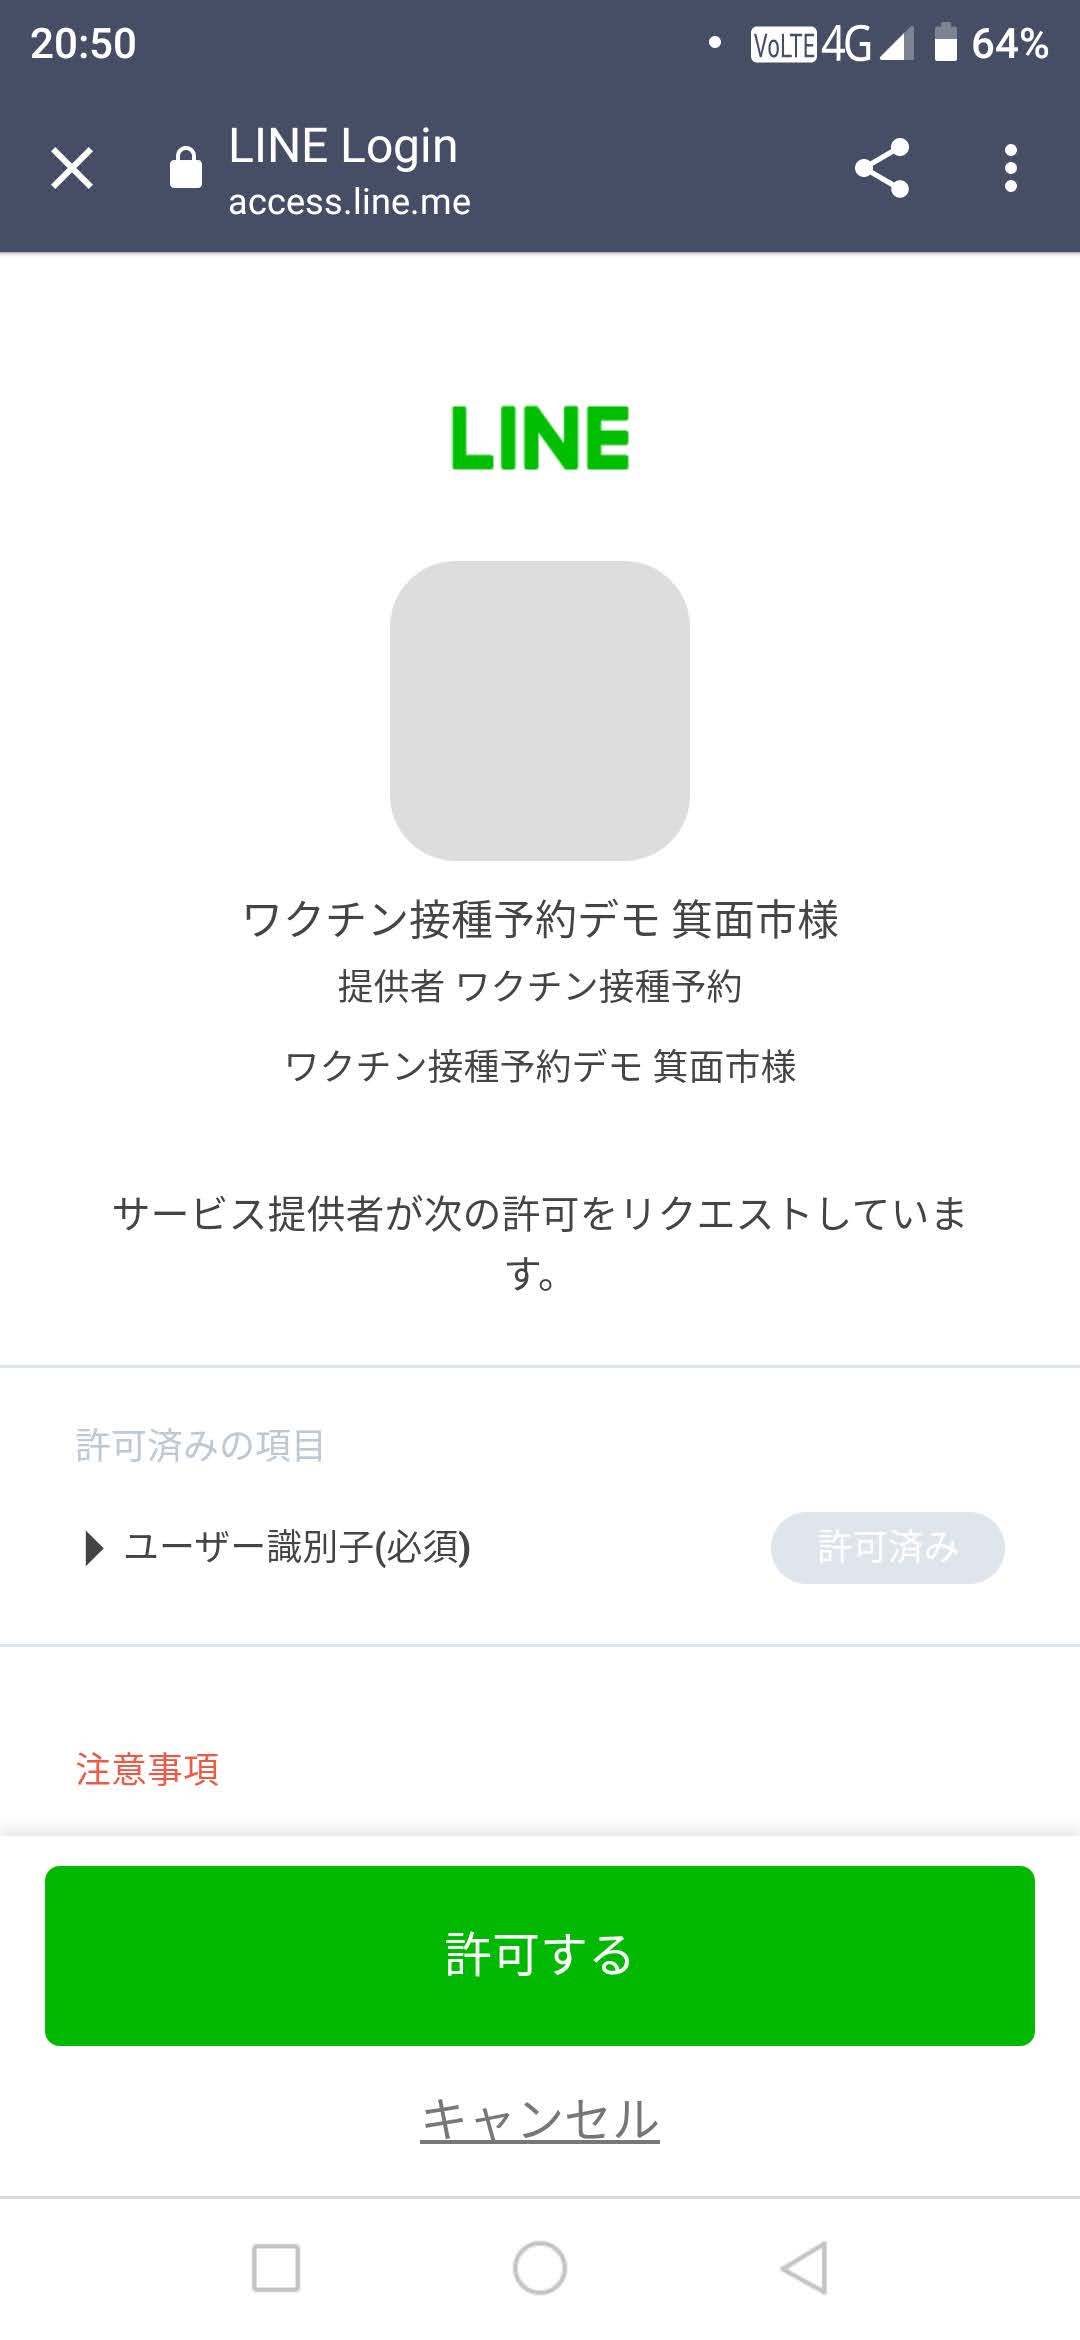 20:50
VoLTE 4G 64%
LINE Login
access.line.me
LINE
ワクチン接種予約デモ 箕面市様
提供者 ワクチン接種予約
ワクチン接種予約デモ 箕面市様
サービス提供者が次の許可をリクエストしていま
す。
許可済みの項目
ユーザー識別子(必須)
許可済み
注意事項
許可する
キャンセル